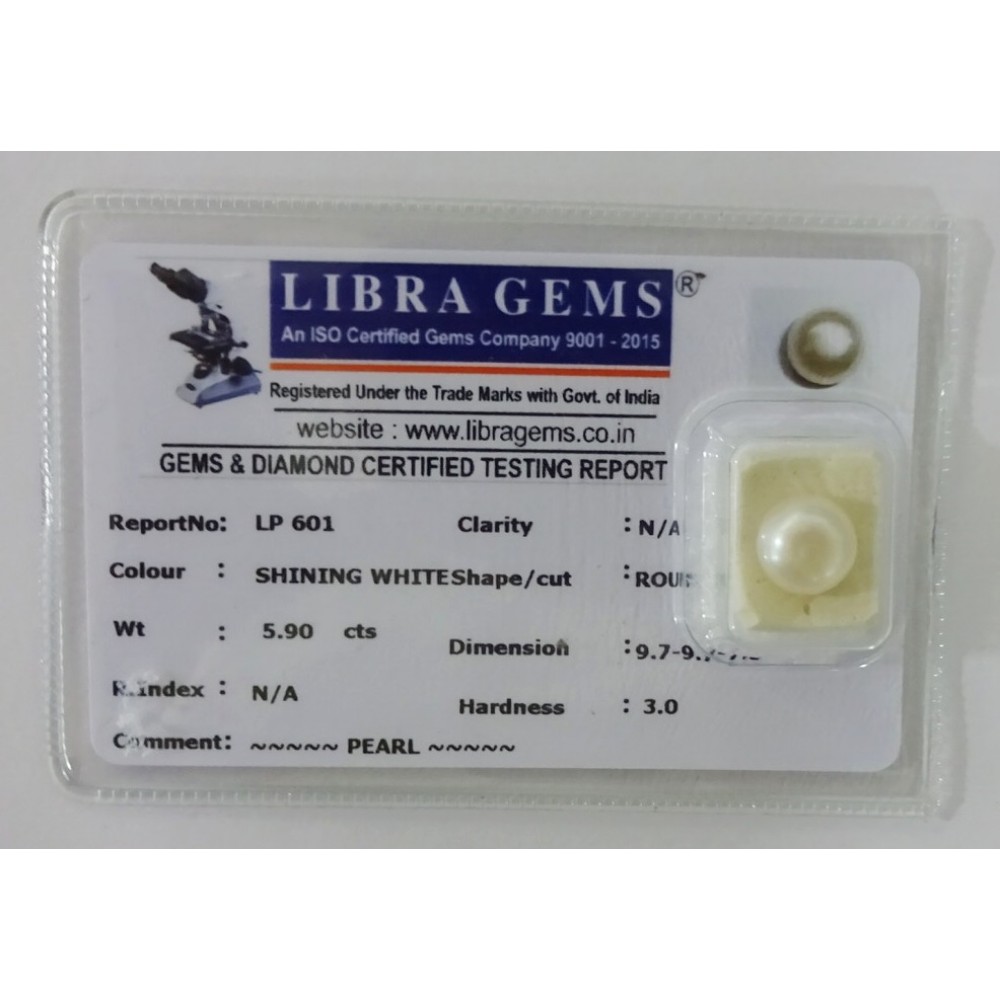 LIBRA GEMS ®
An ISO Certified Gems Company 9001 - 2015
Registered Under the Trade Marks with Govt. of India
website : www.libragems.co.in
GEMS & DIAMOND CERTIFIED TESTING REPORT
ReportNo: LP 601 Clarity : N/A
Colour : SHINING WHITE Shape/cut :
Wt : 5.90 cts Dimension :
R.Index : N/A Hardness : 3.0
Comment: ~~~~~ PEARL ~~~~~